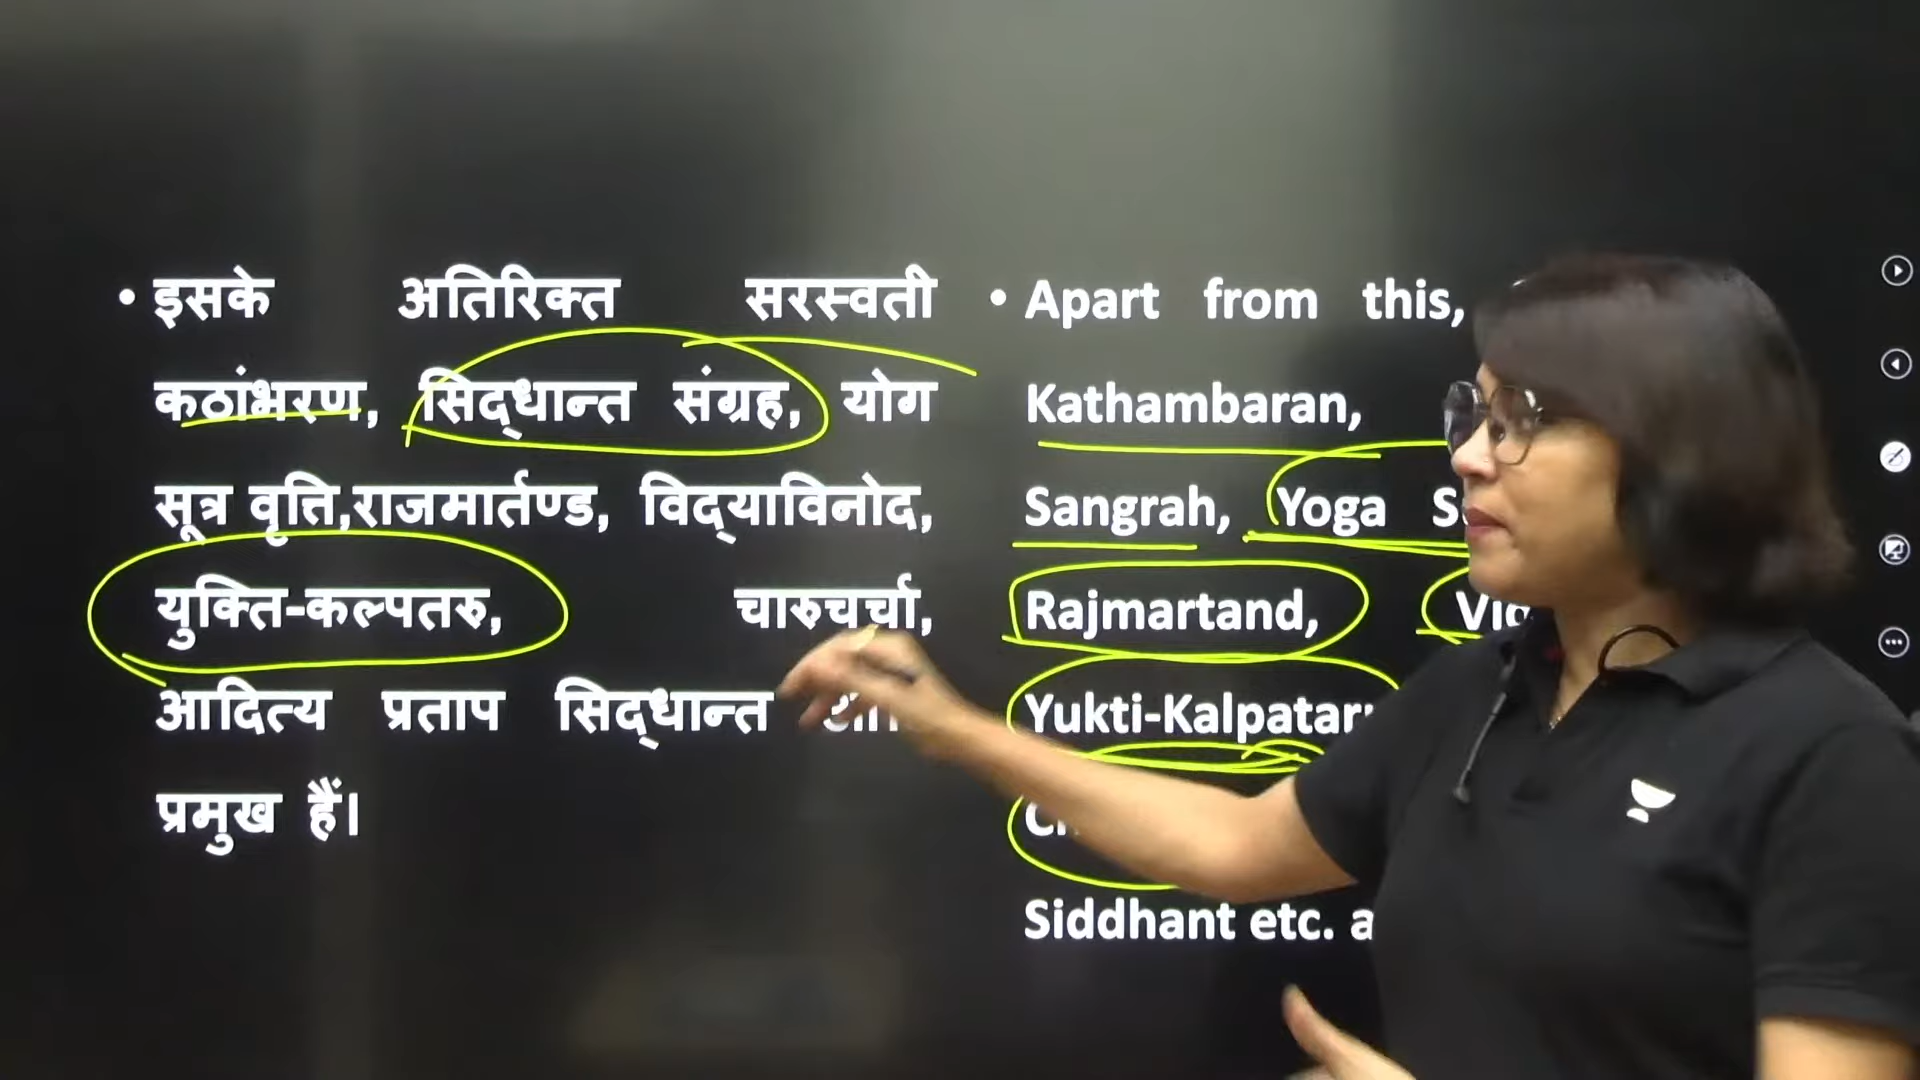 • इसके अतिरिक्त सरस्वती
कठांभरण, सिद्धान्त संग्रह, योग
सूत्र वृत्ति,राजमार्तण्ड, विद्याविनोद,
युक्ति-कल्पतरु, चारुचर्चा,
आदित्य प्रताप सिद्धान्त
प्रमुख हैं।
• Apart from this,
Kathambaran,
Sangrah, Yoga
Rajmartand,
Yukti-Kalpataru
Siddhant etc.